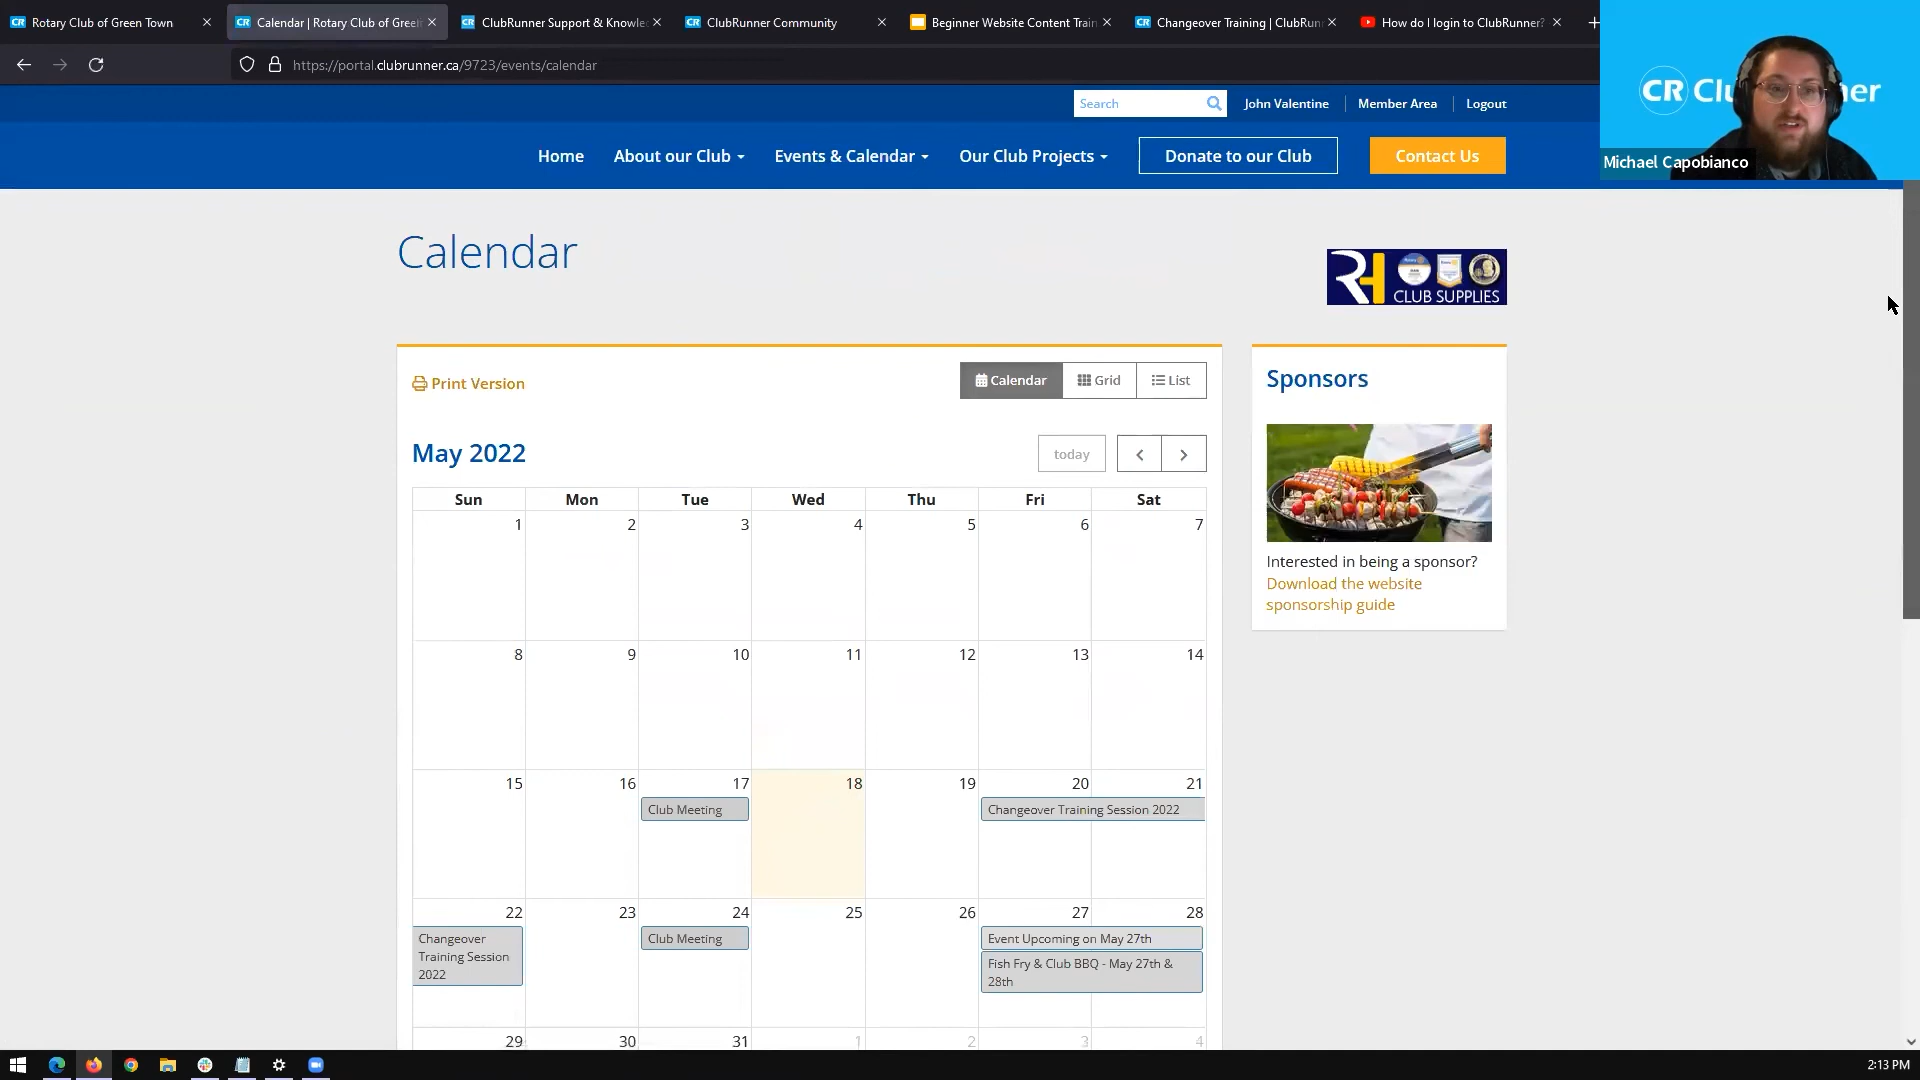 Rotary Club of Green Town
Calendar | Rotary Club of Green
ClubRunner Support & Knowle
ClubRunner Community
Beginner Website Content Train
Changeover Training | ClubRun
How do I login to ClubRunner?
https://portal.clubrunner.ca/9723/events/calendar
Search
John Valentine
Member Area
Logout
CR Clu
ner
Michael Capobianco
Home
About our Club
Events & Calendar
Our Club Projects
Donate to our Club
Contact Us
Calendar
RH
CLUB SUPPLIES
Print Version
Calendar
Grid
List
Sponsors
May 2022
today
Sun Mon Tue Wed Thu Fri Sat
1 2 3 4 5 6 7
8 9 10 11 12 13 14
15 16 17 18 19 20 21
Club Meeting
Changeover Training Session 2022
22 23 24 25 26 27 28
Changeover
Training Session
2022
Club Meeting
Event Upcoming on May 27th
Fish Fry & Club BBQ - May 27th &
28th
29 30 31 1 2 3 4
Interested in being a sponsor?
Download the website
sponsorship guide
2:13 PM